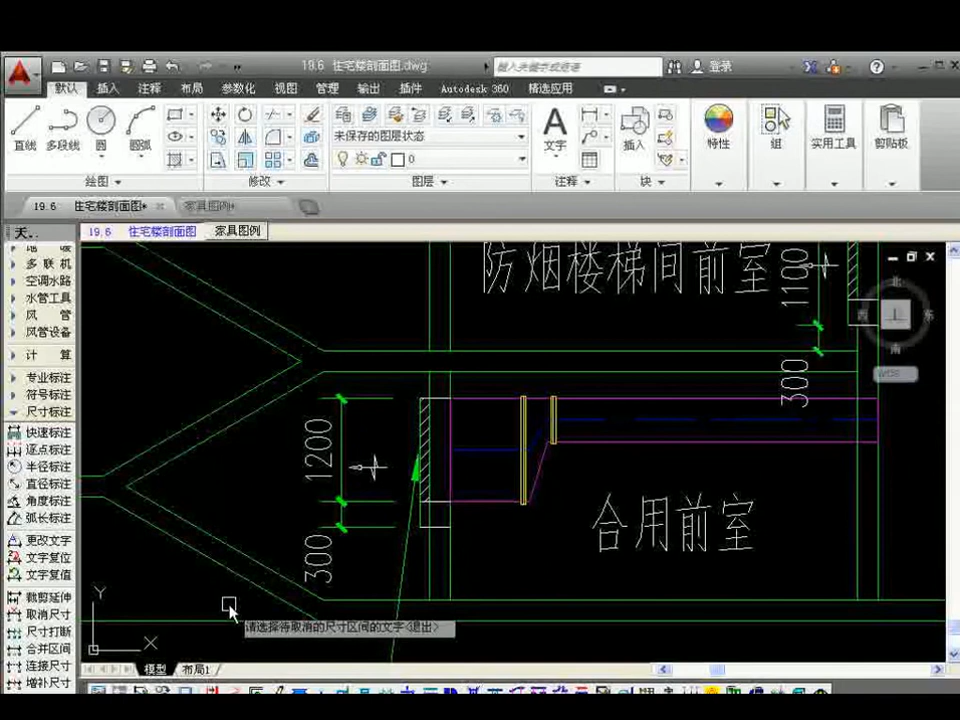 19.6 住宅楼剖面图.dwg
键入关键字或短语
登录
默认 插入 注释 布局 参数化 视图 管理 输出 插件 Autodesk 360 精选应用
未保存的图层状态
0
直线 多段线 圆 圆弧 文字 插入 特性 组 实用工具 剪贴板
绘图 修改 图层 注释 块
19.6 住宅楼剖面图* 家具图例*
19.6 住宅楼剖面图 家具图例
天..
多联机
空调水路
水管工具
风 管
风管设备
计 算
专业标注
符号标注
尺寸标注
快速标注
逐点标注
半径标注
直径标注
角度标注
弧长标注
更改文字
文字复位
文字复值
裁剪延伸
取消尺寸
尺寸打断
合并区间
连接尺寸
增补尺寸
防烟楼梯间前室
1100
300
1200
300
合用前室
北
西 上 东
南
WCS
请选择待取消的尺寸区间的文字<退出>
Y
X
模型 布局1